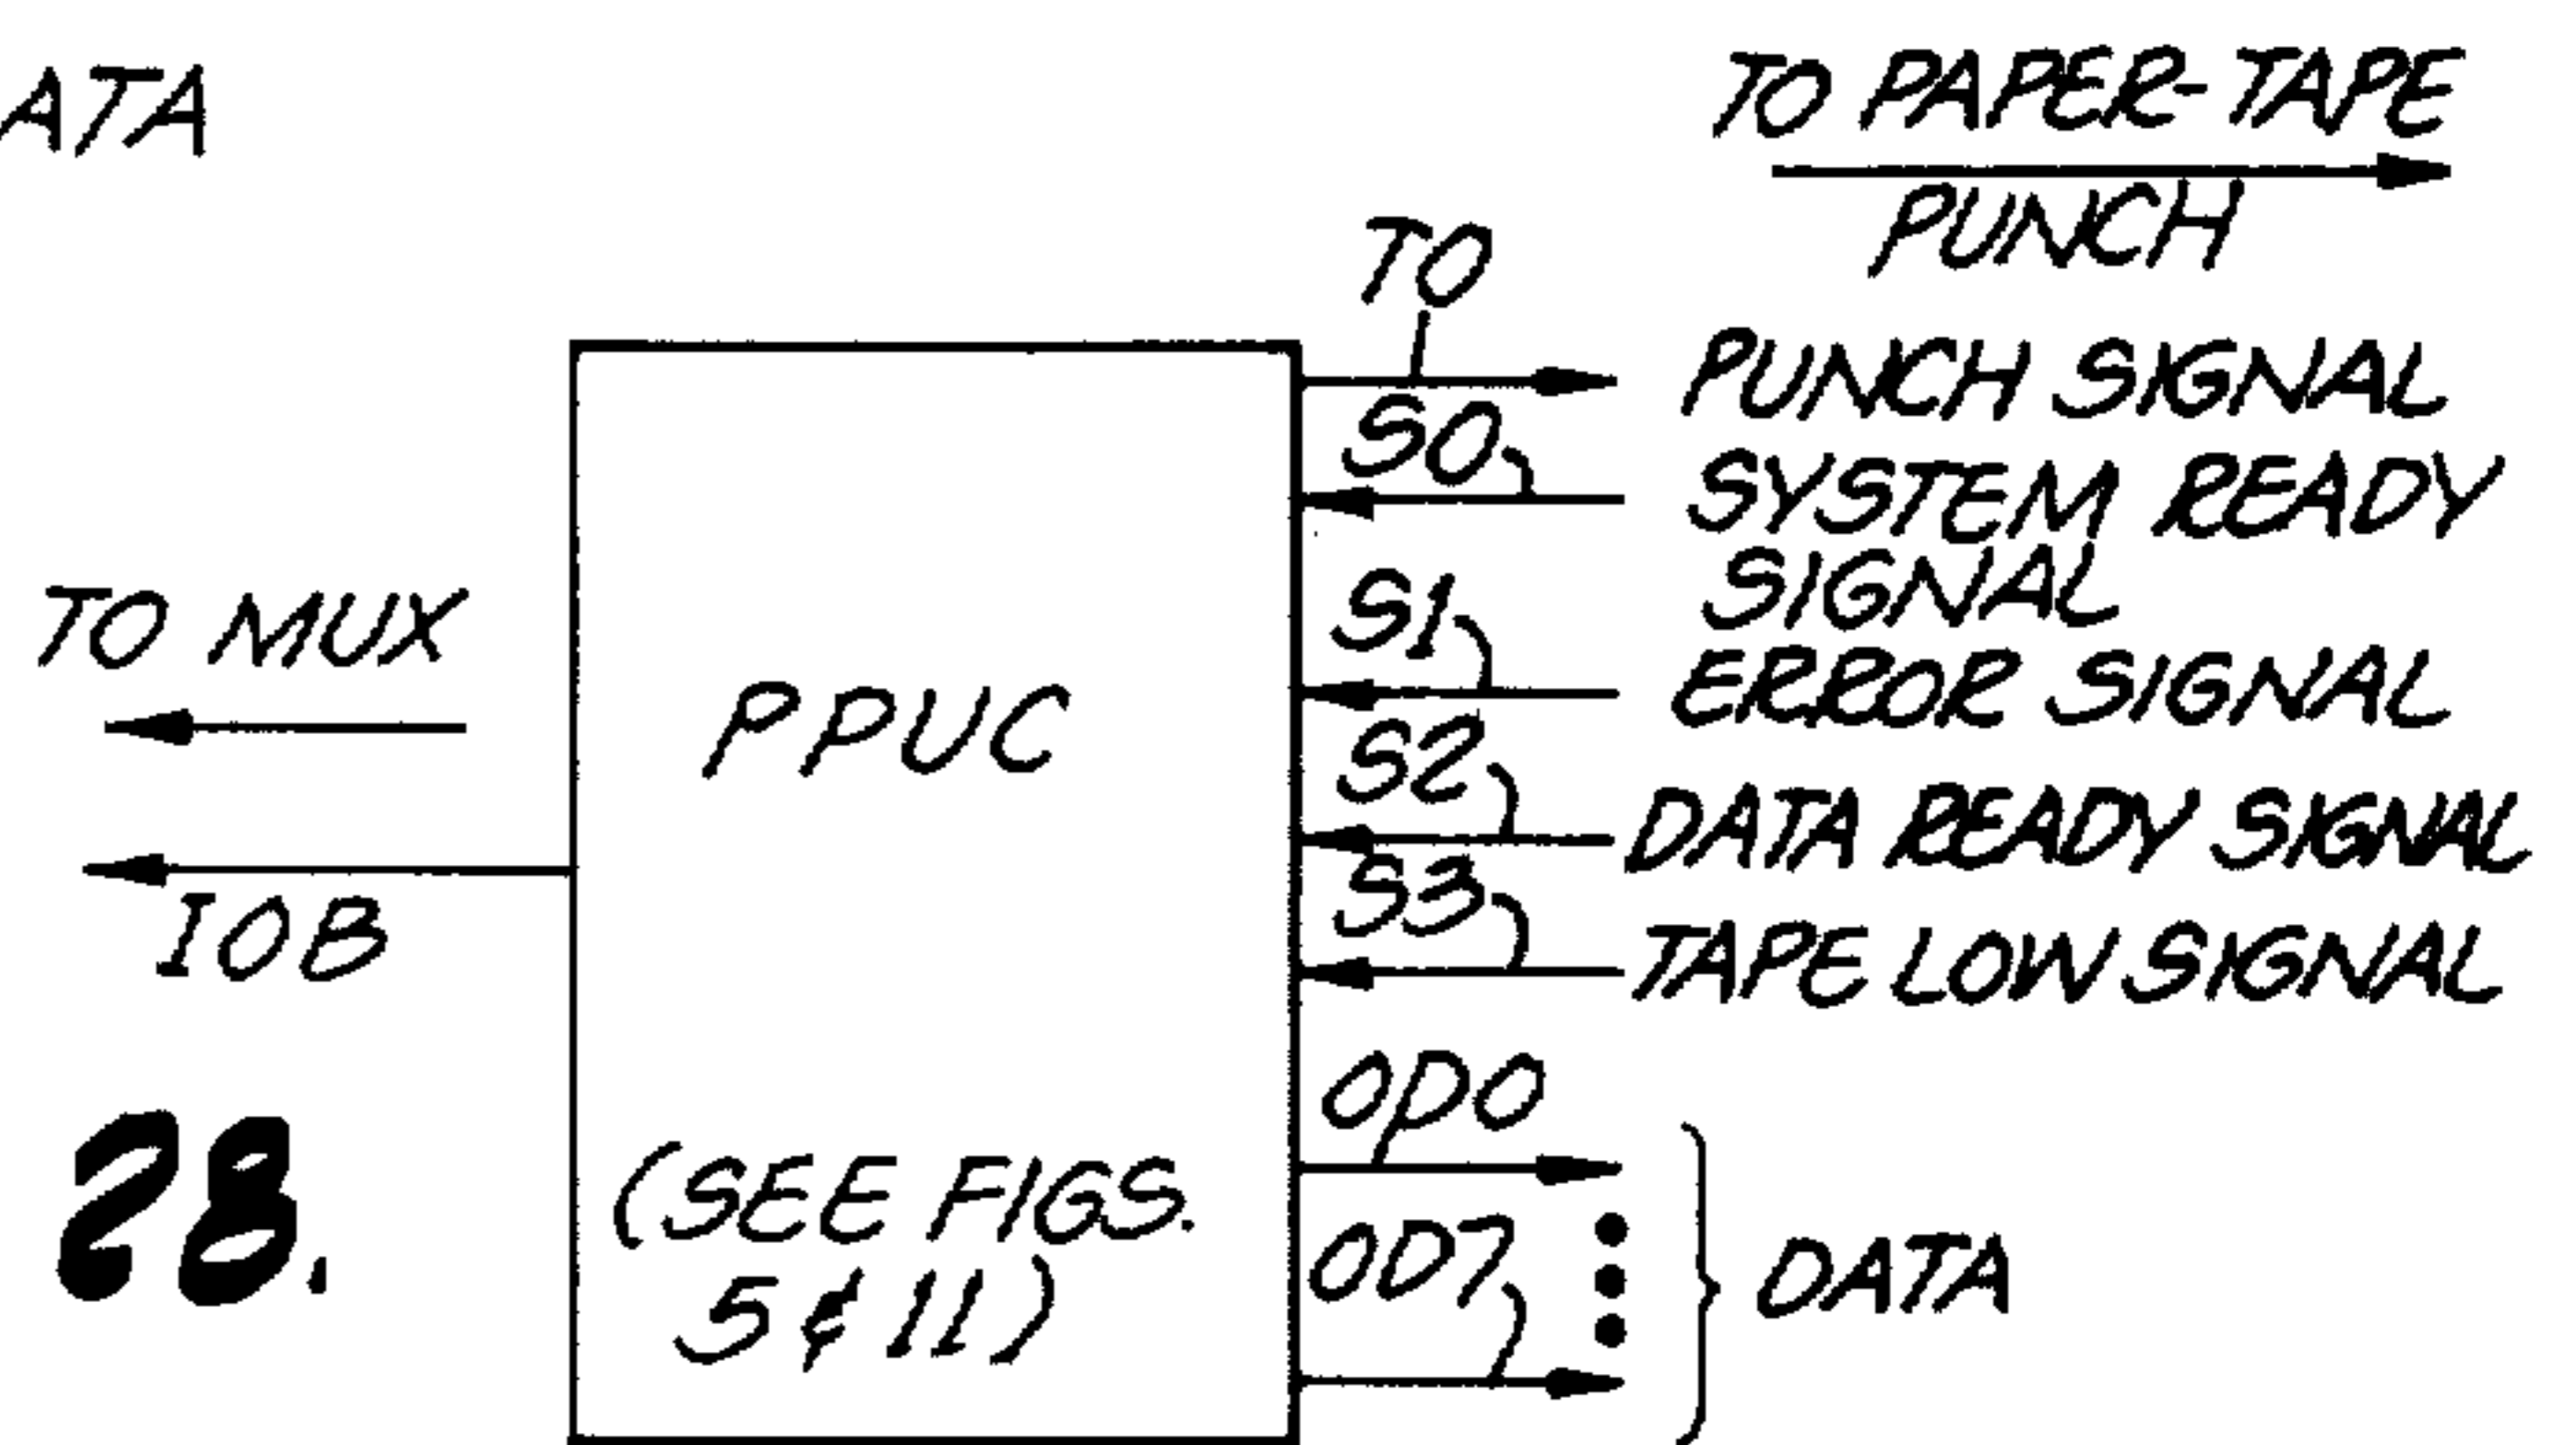 ATA
TO PAPER-TAPE
PUNCH
TO
PUNCH SIGNAL
S0
SYSTEM READY
SIGNAL
S1
ERROR SIGNAL
TO MUX
PPUC
S2
DATA READY SIGNAL
IOB
S3
TAPE LOW SIGNAL
OD0
28.
(SEE FIGS.
5 & 11)
OD7
DATA